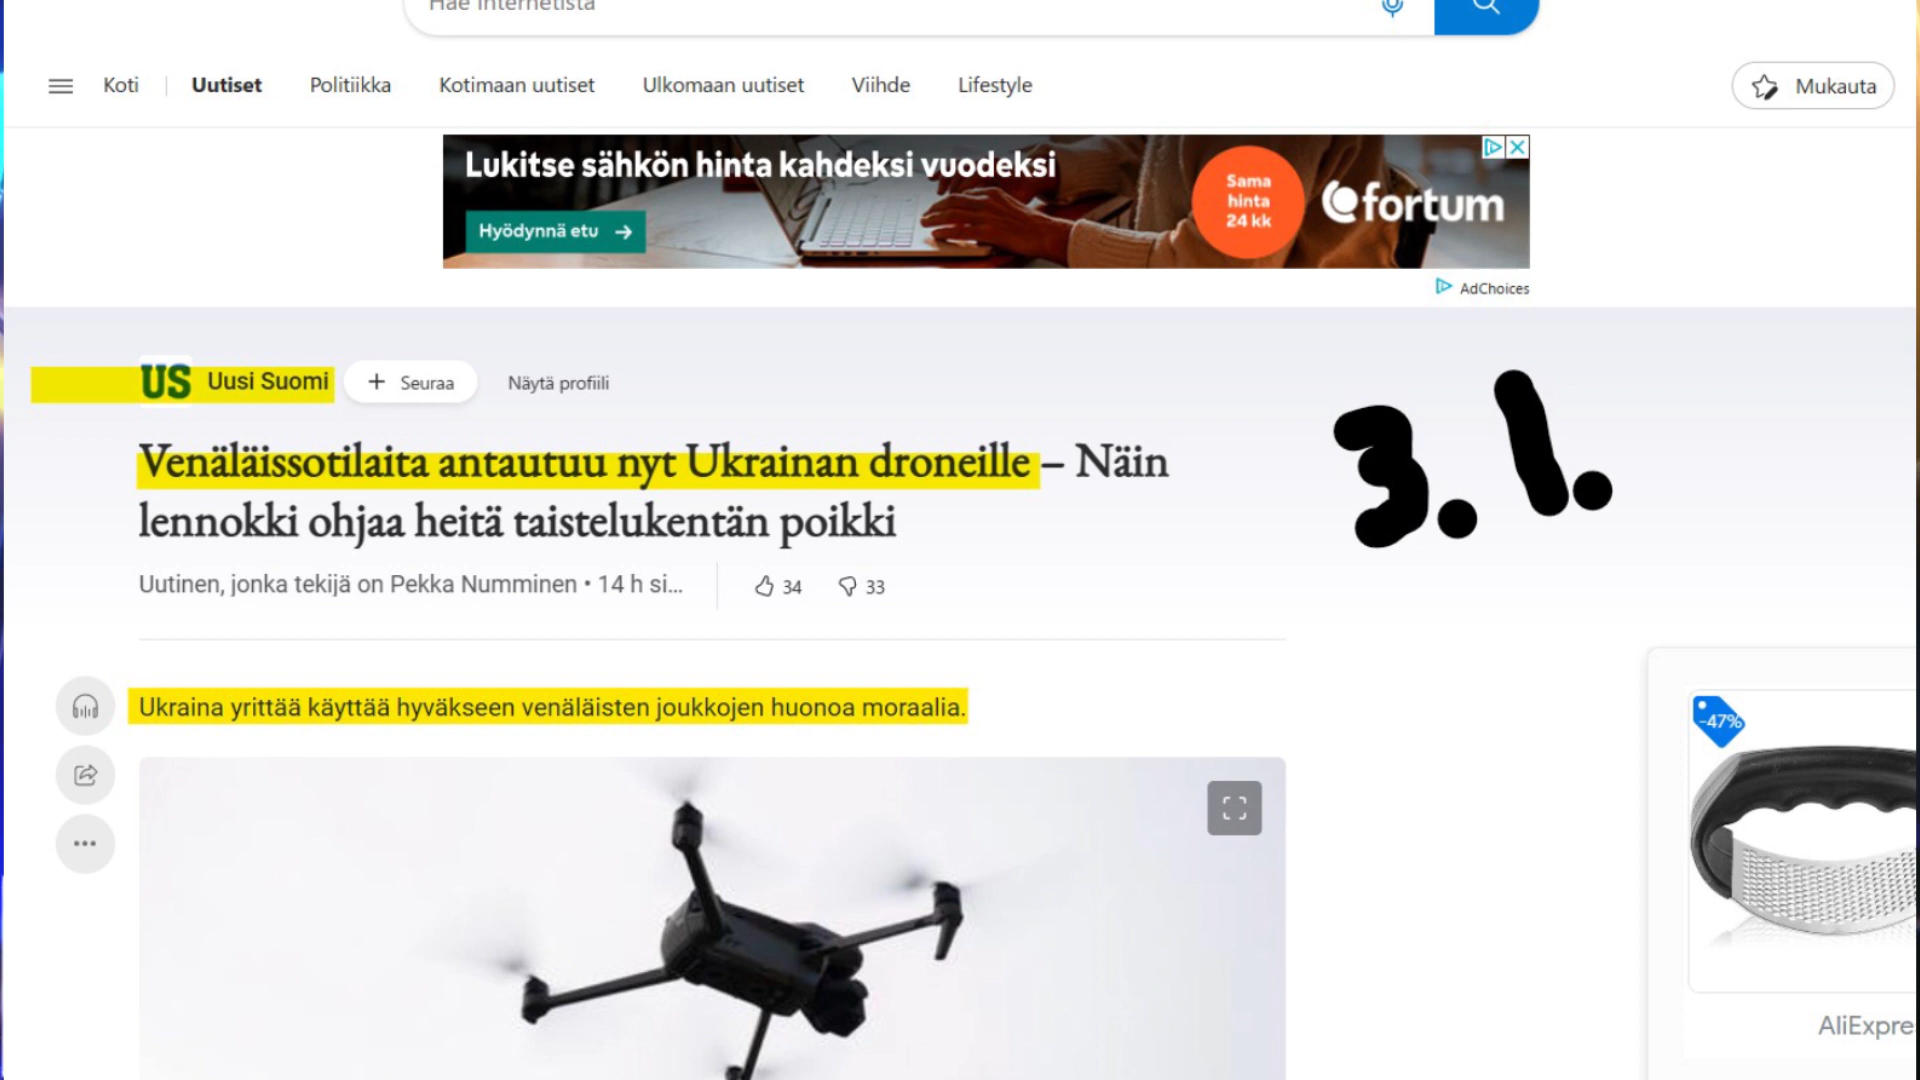 Hae Internetistä
Koti
Uutiset
Politiikka
Kotimaan uutiset
Ulkomaan uutiset
Viihde
Lifestyle
Mukauta
Lukitse sähkön hinta kahdeksi vuodeksi
Hyödynnä etu →
Sama
hinta
24 kk
fortum
AdChoices
US Uusi Suomi
+ Seuraa
Näytä profiili
3. 1.
Venäläissotilaita antautuu nyt Ukrainan droneille – Näin
lennokki ohjaa heitä taistelukentän poikki
Uutinen, jonka tekijä on Pekka Numminen • 14 h si...
34
33
Ukraina yrittää käyttää hyväkseen venäläisten joukkojen huonoa moraalia.
-47%
AliExpre